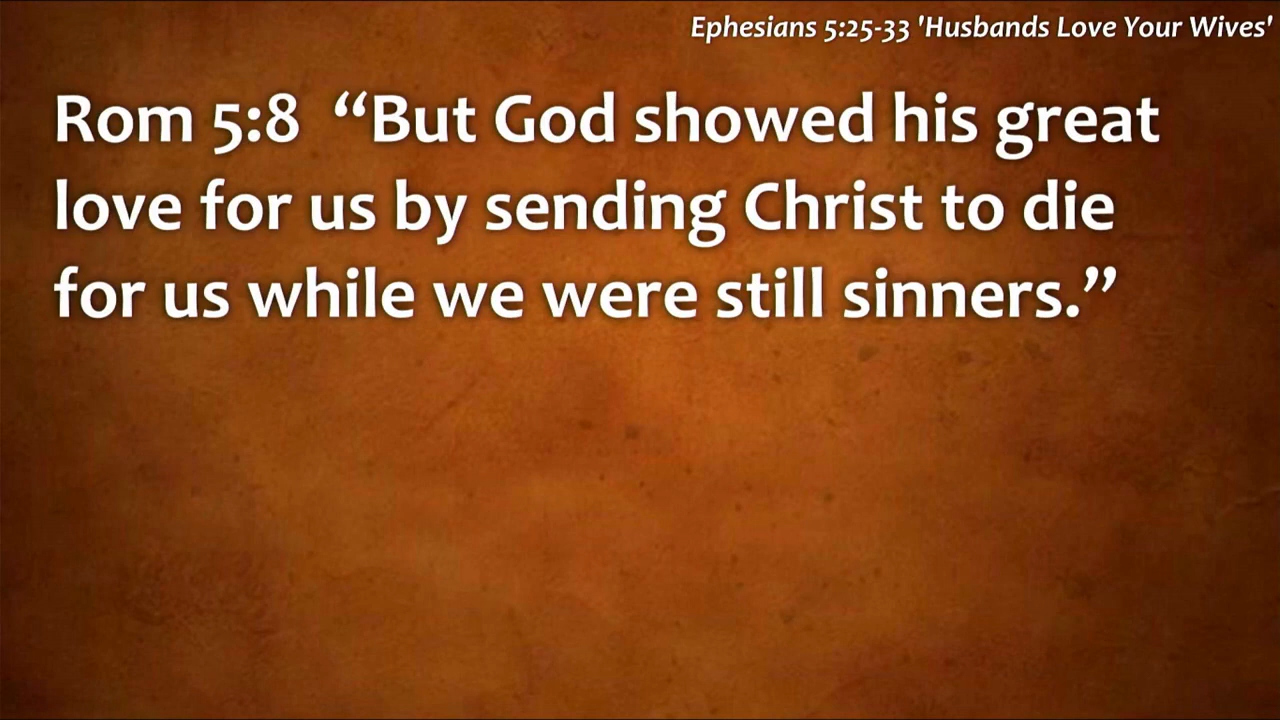 Ephesians 5:25-33 'Husbands Love Your Wives'
Rom 5:8  “But God showed his great
love for us by sending Christ to die
for us while we were still sinners.”